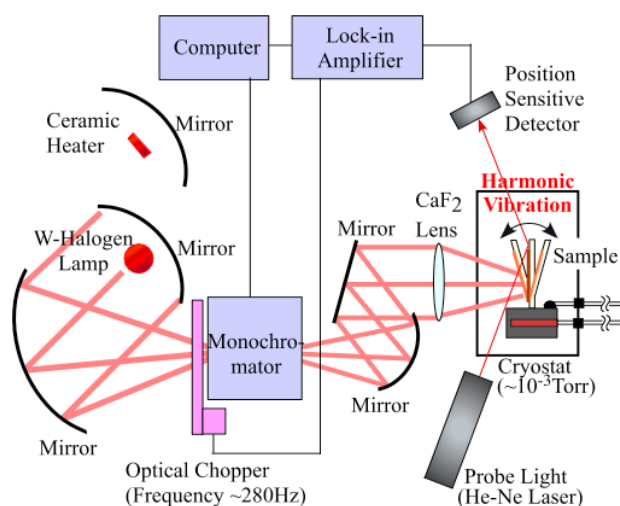 Computer
Lock-in
Amplifier
Position
Sensitive
Detector
Ceramic
Heater
Mirror
Harmonic
Vibration
CaF2
Lens
Mirror
W-Halogen
Lamp
Mirror
Sample
Monochro-
mator
Cryostat
(~10-3Torr)
Mirror
Mirror
Optical Chopper
(Frequency ~280Hz)
Probe Light
(He-Ne Laser)